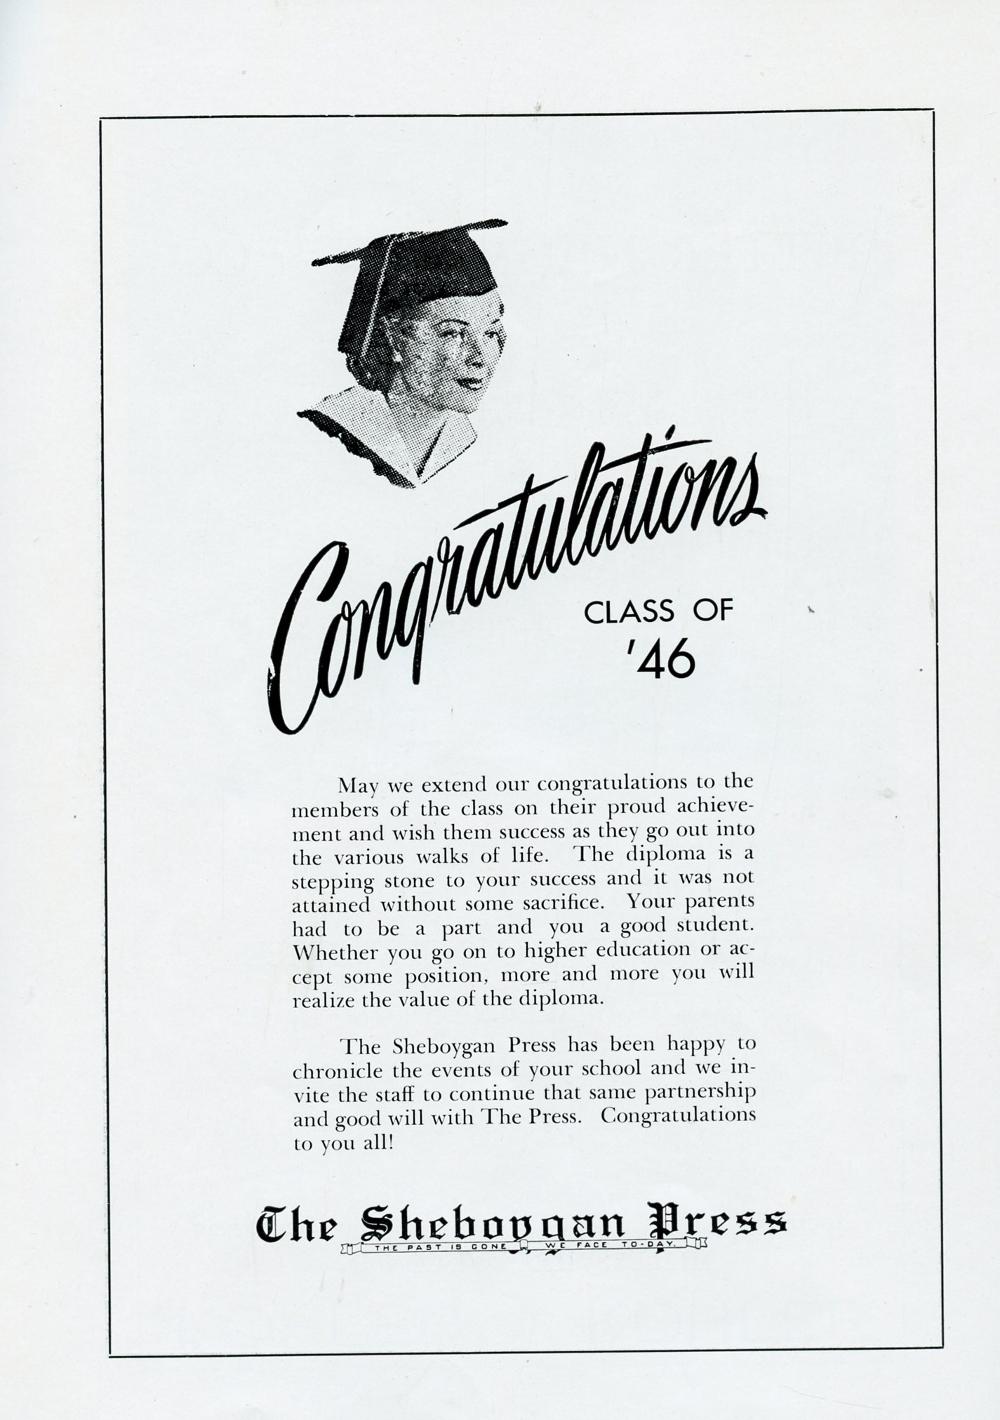 Congratulations
CLASS OF
'46
May we extend our congratulations to the
members of the class on their proud achieve-
ment and wish them success as they go out into
the various walks of life. The diploma is a
stepping stone to your success and it was not
attained without some sacrifice. Your parents
had to be a part and you a good student.
Whether you go on to higher education or ac-
cept some position, more and more you will
realize the value of the diploma.
The Sheboygan Press has been happy to
chronicle the events of your school and we in-
vite the staff to continue that same partnership
and good will with The Press. Congratulations
to you all!
The Sheboygan Press
THE PAST IS GONE WE FACE TO-DAY.